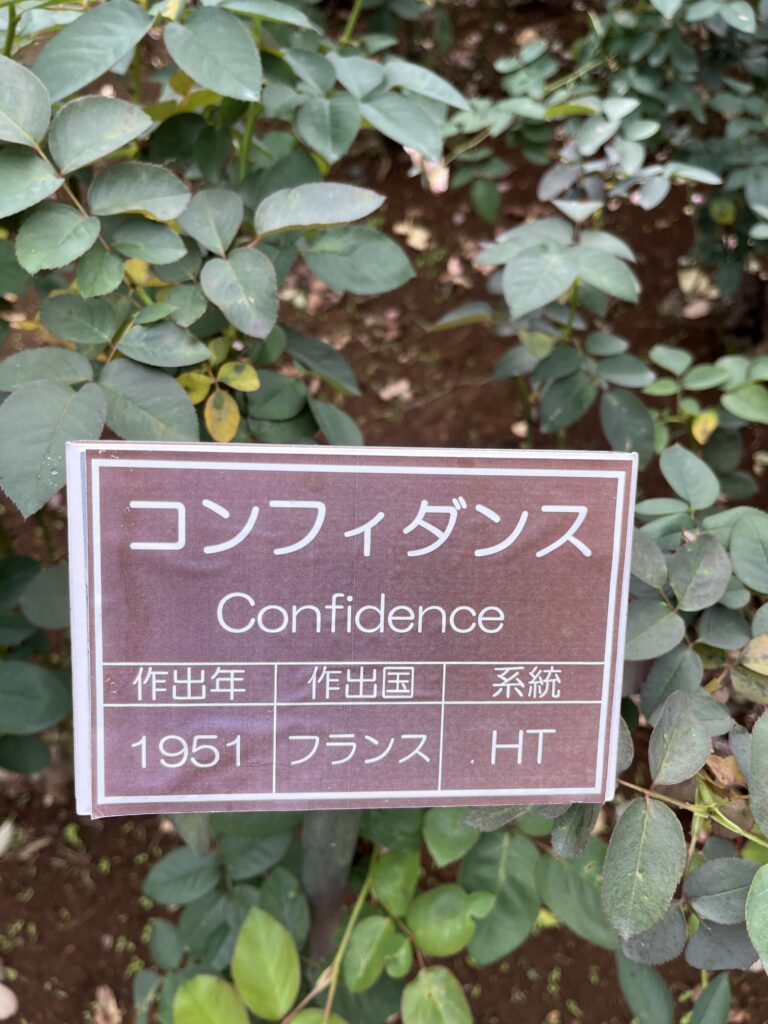 コンフィダンス
Confidence
作出年 作出国 系統
1951 フランス HT